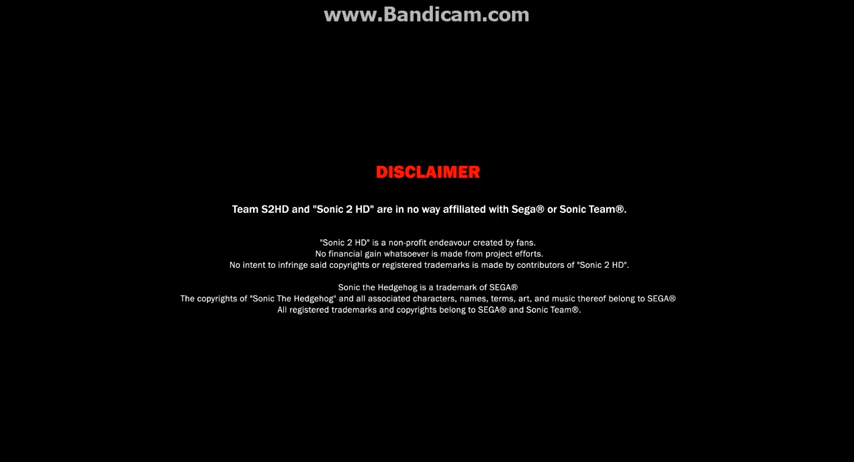 www.Bandicam.com
DISCLAIMER
Team S2HD and "Sonic 2 HD" are in no way affiliated with Sega® or Sonic Team®.
"Sonic 2 HD" is a non-profit endeavour created by fans.
No financial gain whatsoever is made from project efforts.
No intent to infringe said copyrights or registered trademarks is made by contributors of "Sonic 2 HD".
Sonic the Hedgehog is a trademark of SEGA®
The copyrights of "Sonic The Hedgehog" and all associated characters, names, terms, art, and music thereof belong to SEGA®
All registered trademarks and copyrights belong to SEGA® and Sonic Team®.